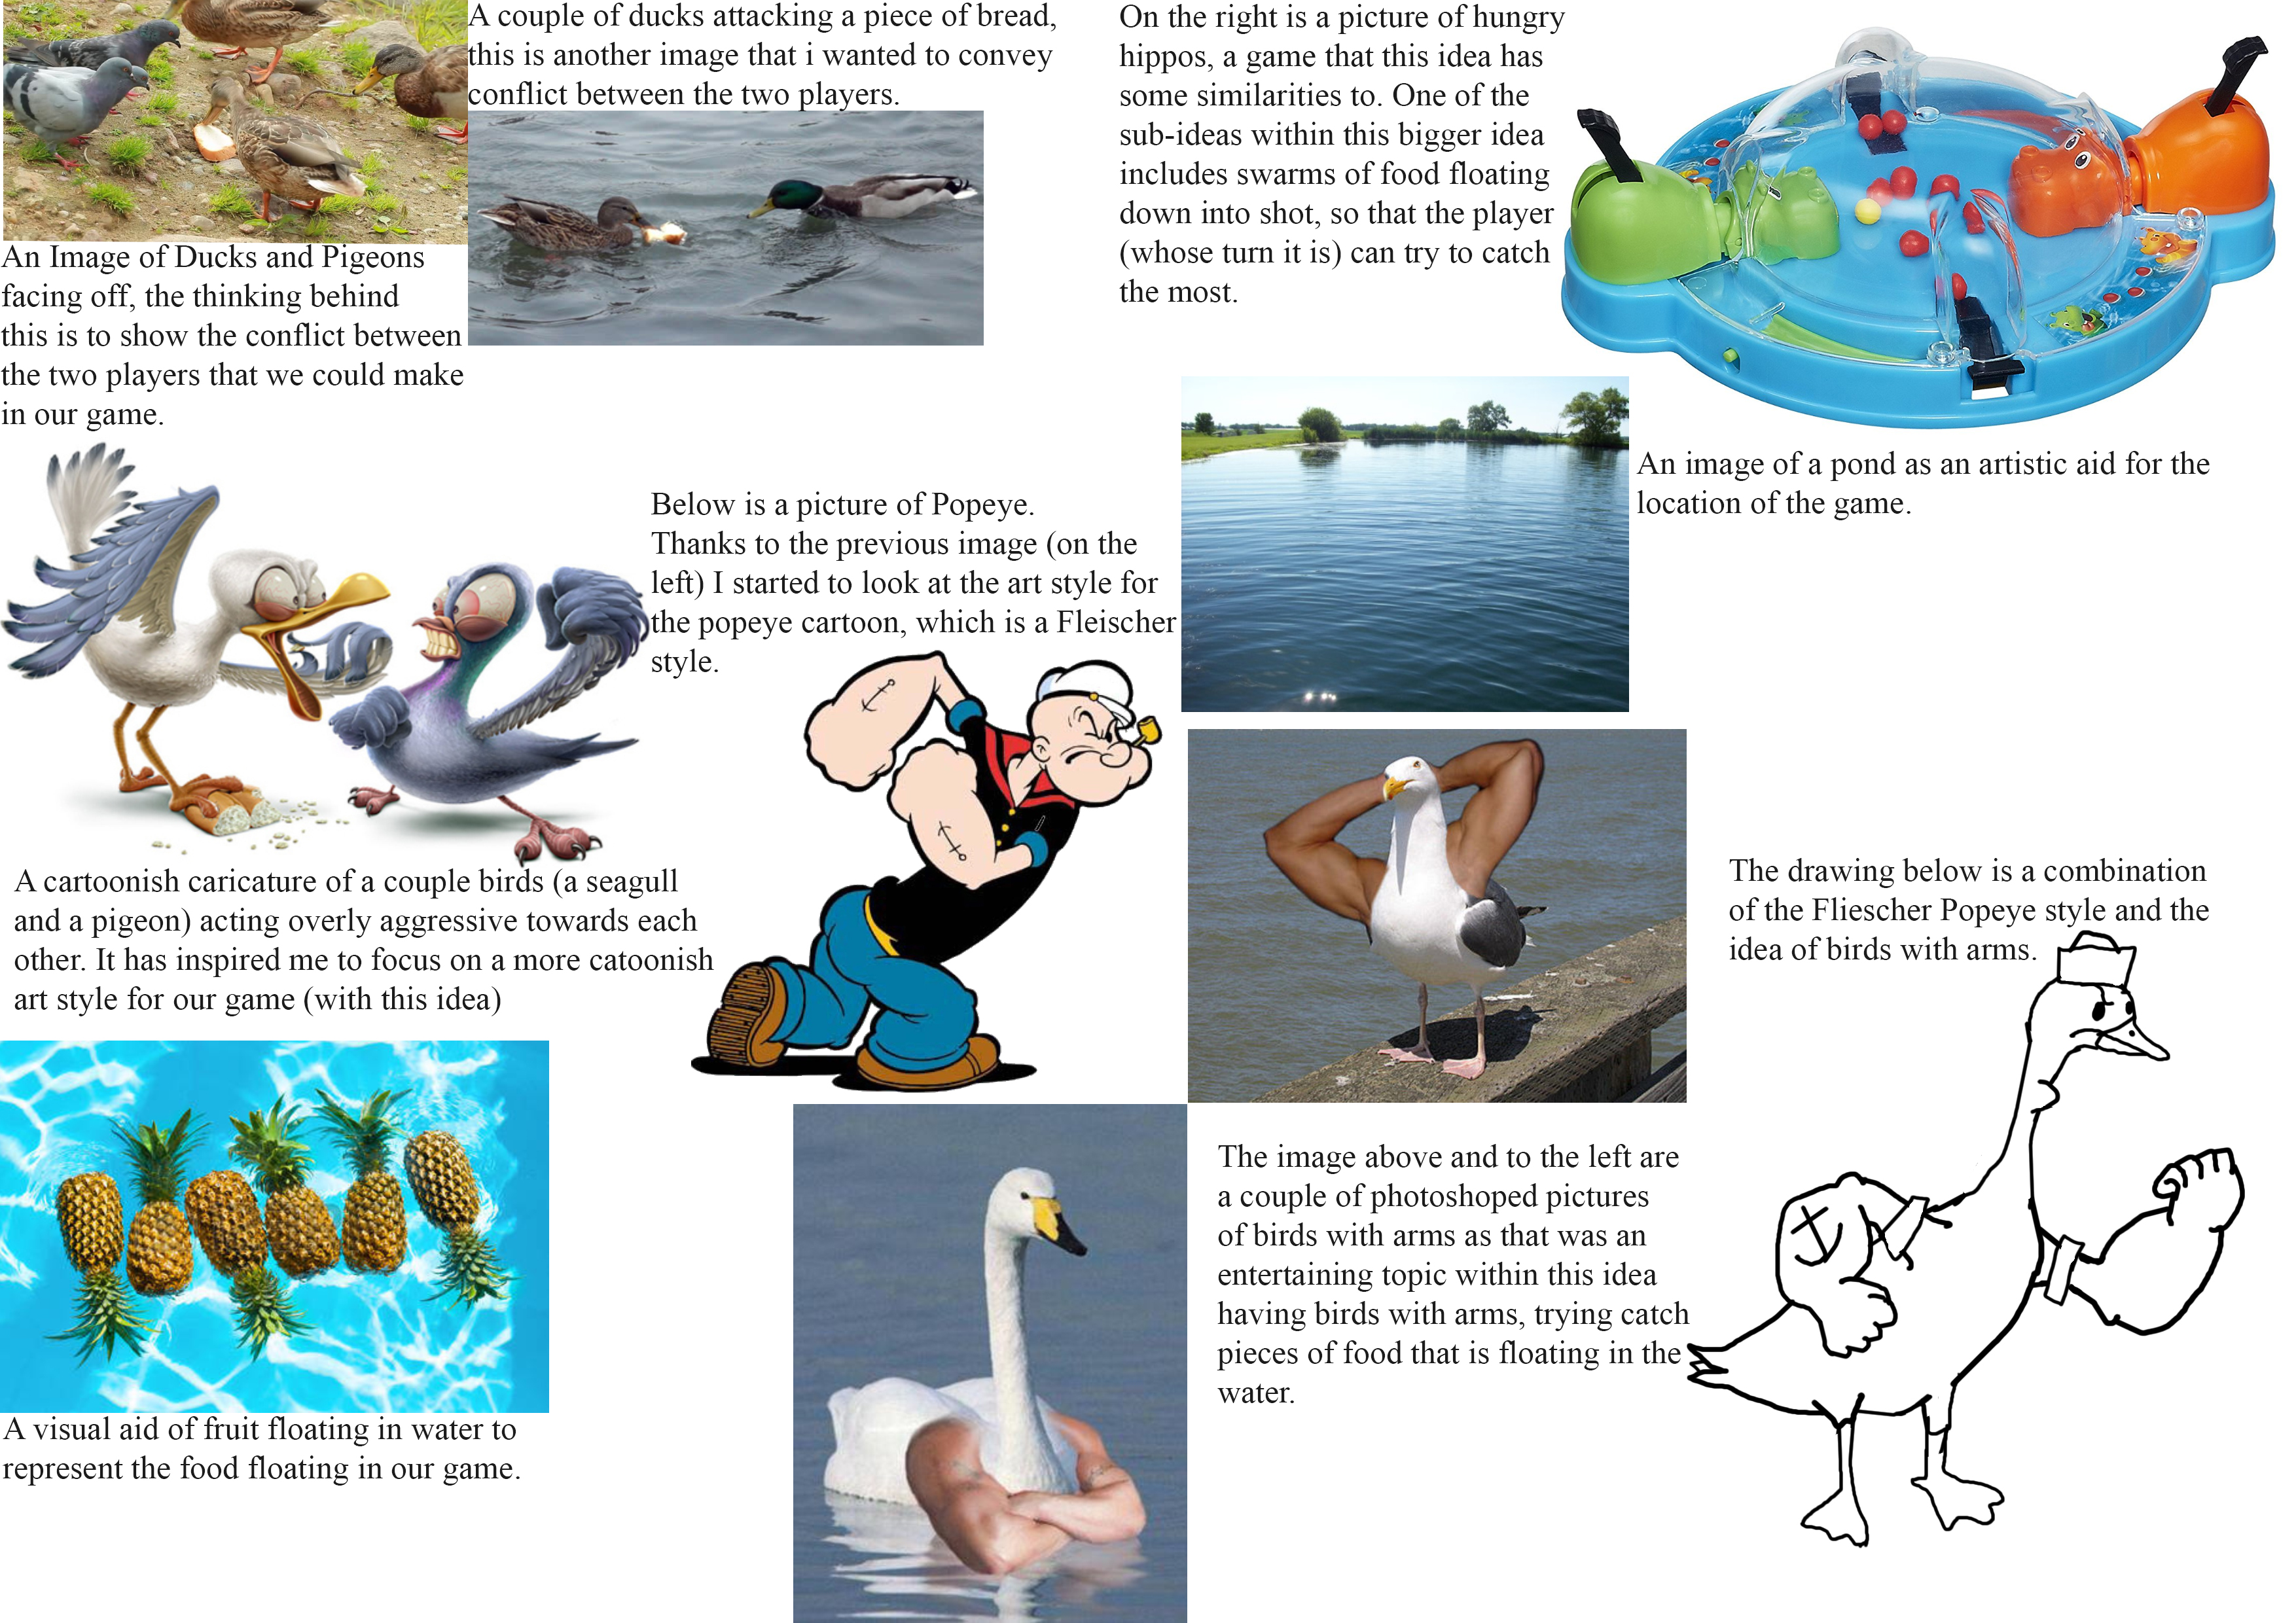 A couple of ducks attacking a piece of bread,
this is another image that i wanted to convey
conflict between the two players.
On the right is a picture of hungry
hippos, a game that this idea has
some similarities to. One of the
sub-ideas within this bigger idea
includes swarms of food floating
down into shot, so that the player
(whose turn it is) can try to catch
the most.
An Image of Ducks and Pigeons
facing off, the thinking behind
this is to show the conflict between
the two players that we could make
in our game.
An image of a pond as an artistic aid for the
location of the game.
Below is a picture of Popeye.
Thanks to the previous image (on the
left) I started to look at the art style for
the popeye cartoon, which is a Fleischer
style.
A cartoonish caricature of a couple birds (a seagull
and a pigeon) acting overly aggressive towards each
other. It has inspired me to focus on a more catoonish
art style for our game (with this idea)
The drawing below is a combination
of the Fliescher Popeye style and the
idea of birds with arms.
The image above and to the left are
a couple of photoshoped pictures
of birds with arms as that was an
entertaining topic within this idea
having birds with arms, trying catch
pieces of food that is floating in the
water.
A visual aid of fruit floating in water to
represent the food floating in our game.